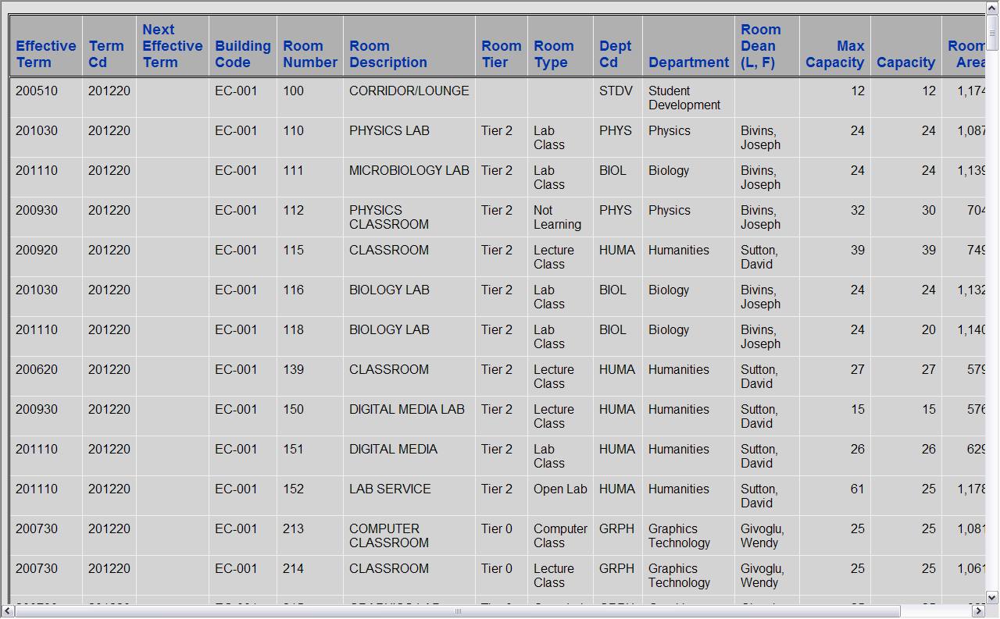 Effective Term Term Cd Next Effective Term Building Code Room Number Room Description Room Tier Room Type Dept Cd Department Room Dean (L, F) Max Capacity Capacity Room Area
200510 201220 EC-001 100 CORRIDOR/LOUNGE STDV Student Development 12 12 1,174
201030 201220 EC-001 110 PHYSICS LAB Tier 2 Lab Class PHYS Physics Bivins, Joseph 24 24 1,087
201110 201220 EC-001 111 MICROBIOLOGY LAB Tier 2 Lab Class BIOL Biology Bivins, Joseph 24 24 1,139
200930 201220 EC-001 112 PHYSICS CLASSROOM Tier 2 Not Learning PHYS Physics Bivins, Joseph 32 30 704
200920 201220 EC-001 115 CLASSROOM Tier 2 Lecture Class HUMA Humanities Sutton, David 39 39 749
201030 201220 EC-001 116 BIOLOGY LAB Tier 2 Lab Class BIOL Biology Bivins, Joseph 24 24 1,132
201110 201220 EC-001 118 BIOLOGY LAB Tier 2 Lab Class BIOL Biology Bivins, Joseph 24 20 1,140
200620 201220 EC-001 139 CLASSROOM Tier 2 Lecture Class HUMA Humanities Sutton, David 27 27 579
200930 201220 EC-001 150 DIGITAL MEDIA LAB Tier 2 Lecture Class HUMA Humanities Sutton, David 15 15 576
201110 201220 EC-001 151 DIGITAL MEDIA Tier 2 Lab Class HUMA Humanities Sutton, David 26 26 629
201110 201220 EC-001 152 LAB SERVICE Tier 2 Open Lab HUMA Humanities Sutton, David 61 25 1,178
200730 201220 EC-001 213 COMPUTER CLASSROOM Tier 0 Computer Class GRPH Graphics Technology Givoglu, Wendy 25 25 1,081
200730 201220 EC-001 214 CLASSROOM Tier 0 Lecture Class GRPH Graphics Technology Givoglu, Wendy 25 25 1,061